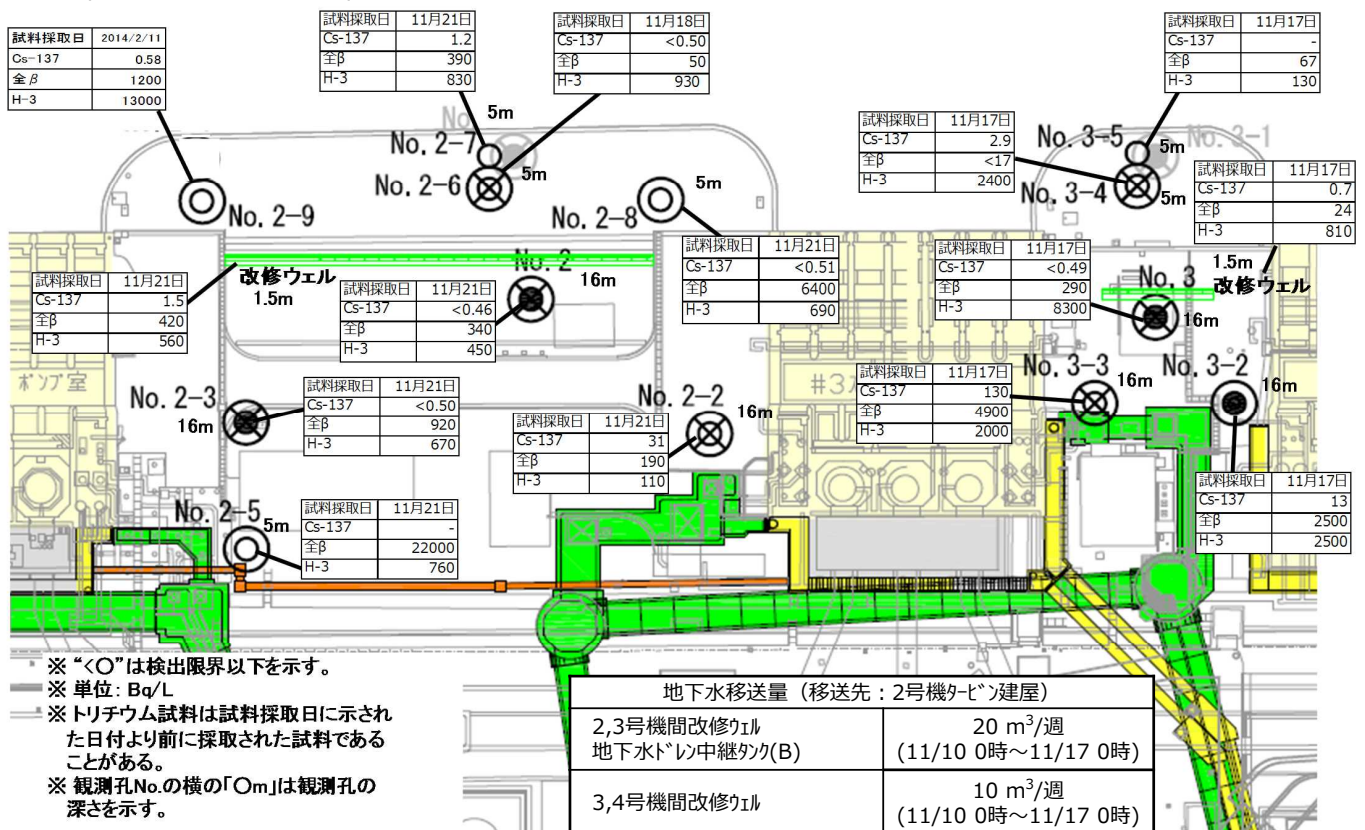 試料採取日 2014/2/11
Cs-137 0.58
全β 1200
H-3 13000
試料採取日 11月21日
Cs-137 1.2
全β 390
H-3 830
試料採取日 11月18日
Cs-137 <0.50
全β 50
H-3 930
試料採取日 11月17日
Cs-137 -
全β 67
H-3 130
試料採取日 11月17日
Cs-137 2.9
全β <17
H-3 2400
試料採取日 11月17日
Cs-137 0.7
全β 24
H-3 810
No. 2-7 5m
No. 2-6 5m
No. 2-9
No. 2-8 5m
No. 3-5 5m
No. 3-1
No. 3-4 5m
改修ウェル
1.5m
No. 2 16m
1.5m
改修ウェル
No. 3 16m
試料採取日 11月21日
Cs-137 1.5
全β 420
H-3 560
試料採取日 11月21日
Cs-137 <0.46
全β 340
H-3 450
試料採取日 11月21日
Cs-137 <0.51
全β 6400
H-3 690
試料採取日 11月17日
Cs-137 <0.49
全β 290
H-3 8300
ポンプ室
No. 2-3
16m
試料採取日 11月21日
Cs-137 <0.50
全β 920
H-3 670
No. 2-2 16m
試料採取日 11月21日
Cs-137 31
全β 190
H-3 110
#3
試料採取日 11月17日
Cs-137 130
全β 4900
H-3 2000
No. 3-3 16m
No. 3-2 16m
試料採取日 11月17日
Cs-137 13
全β 2500
H-3 2500
No. 2-5 5m
試料採取日 11月21日
Cs-137 -
全β 22000
H-3 760
※ “<○”は検出限界以下を示す。
※ 単位: Bq/L
※ トリチウム試料は試料採取日に示され
た日付より前に採取された試料である
ことがある。
※ 観測孔No.の横の「○m」は観測孔の
深さを示す。
地下水移送量（移送先：2号機ﾀｰﾋﾞﾝ建屋）
2,3号機間改修ｳｪﾙ
地下水ﾄﾞﾚﾝ中継ﾀﾝｸ(B)
20 m³/週
(11/10 0時～11/17 0時)
3,4号機間改修ｳｪﾙ
10 m³/週
(11/10 0時～11/17 0時)